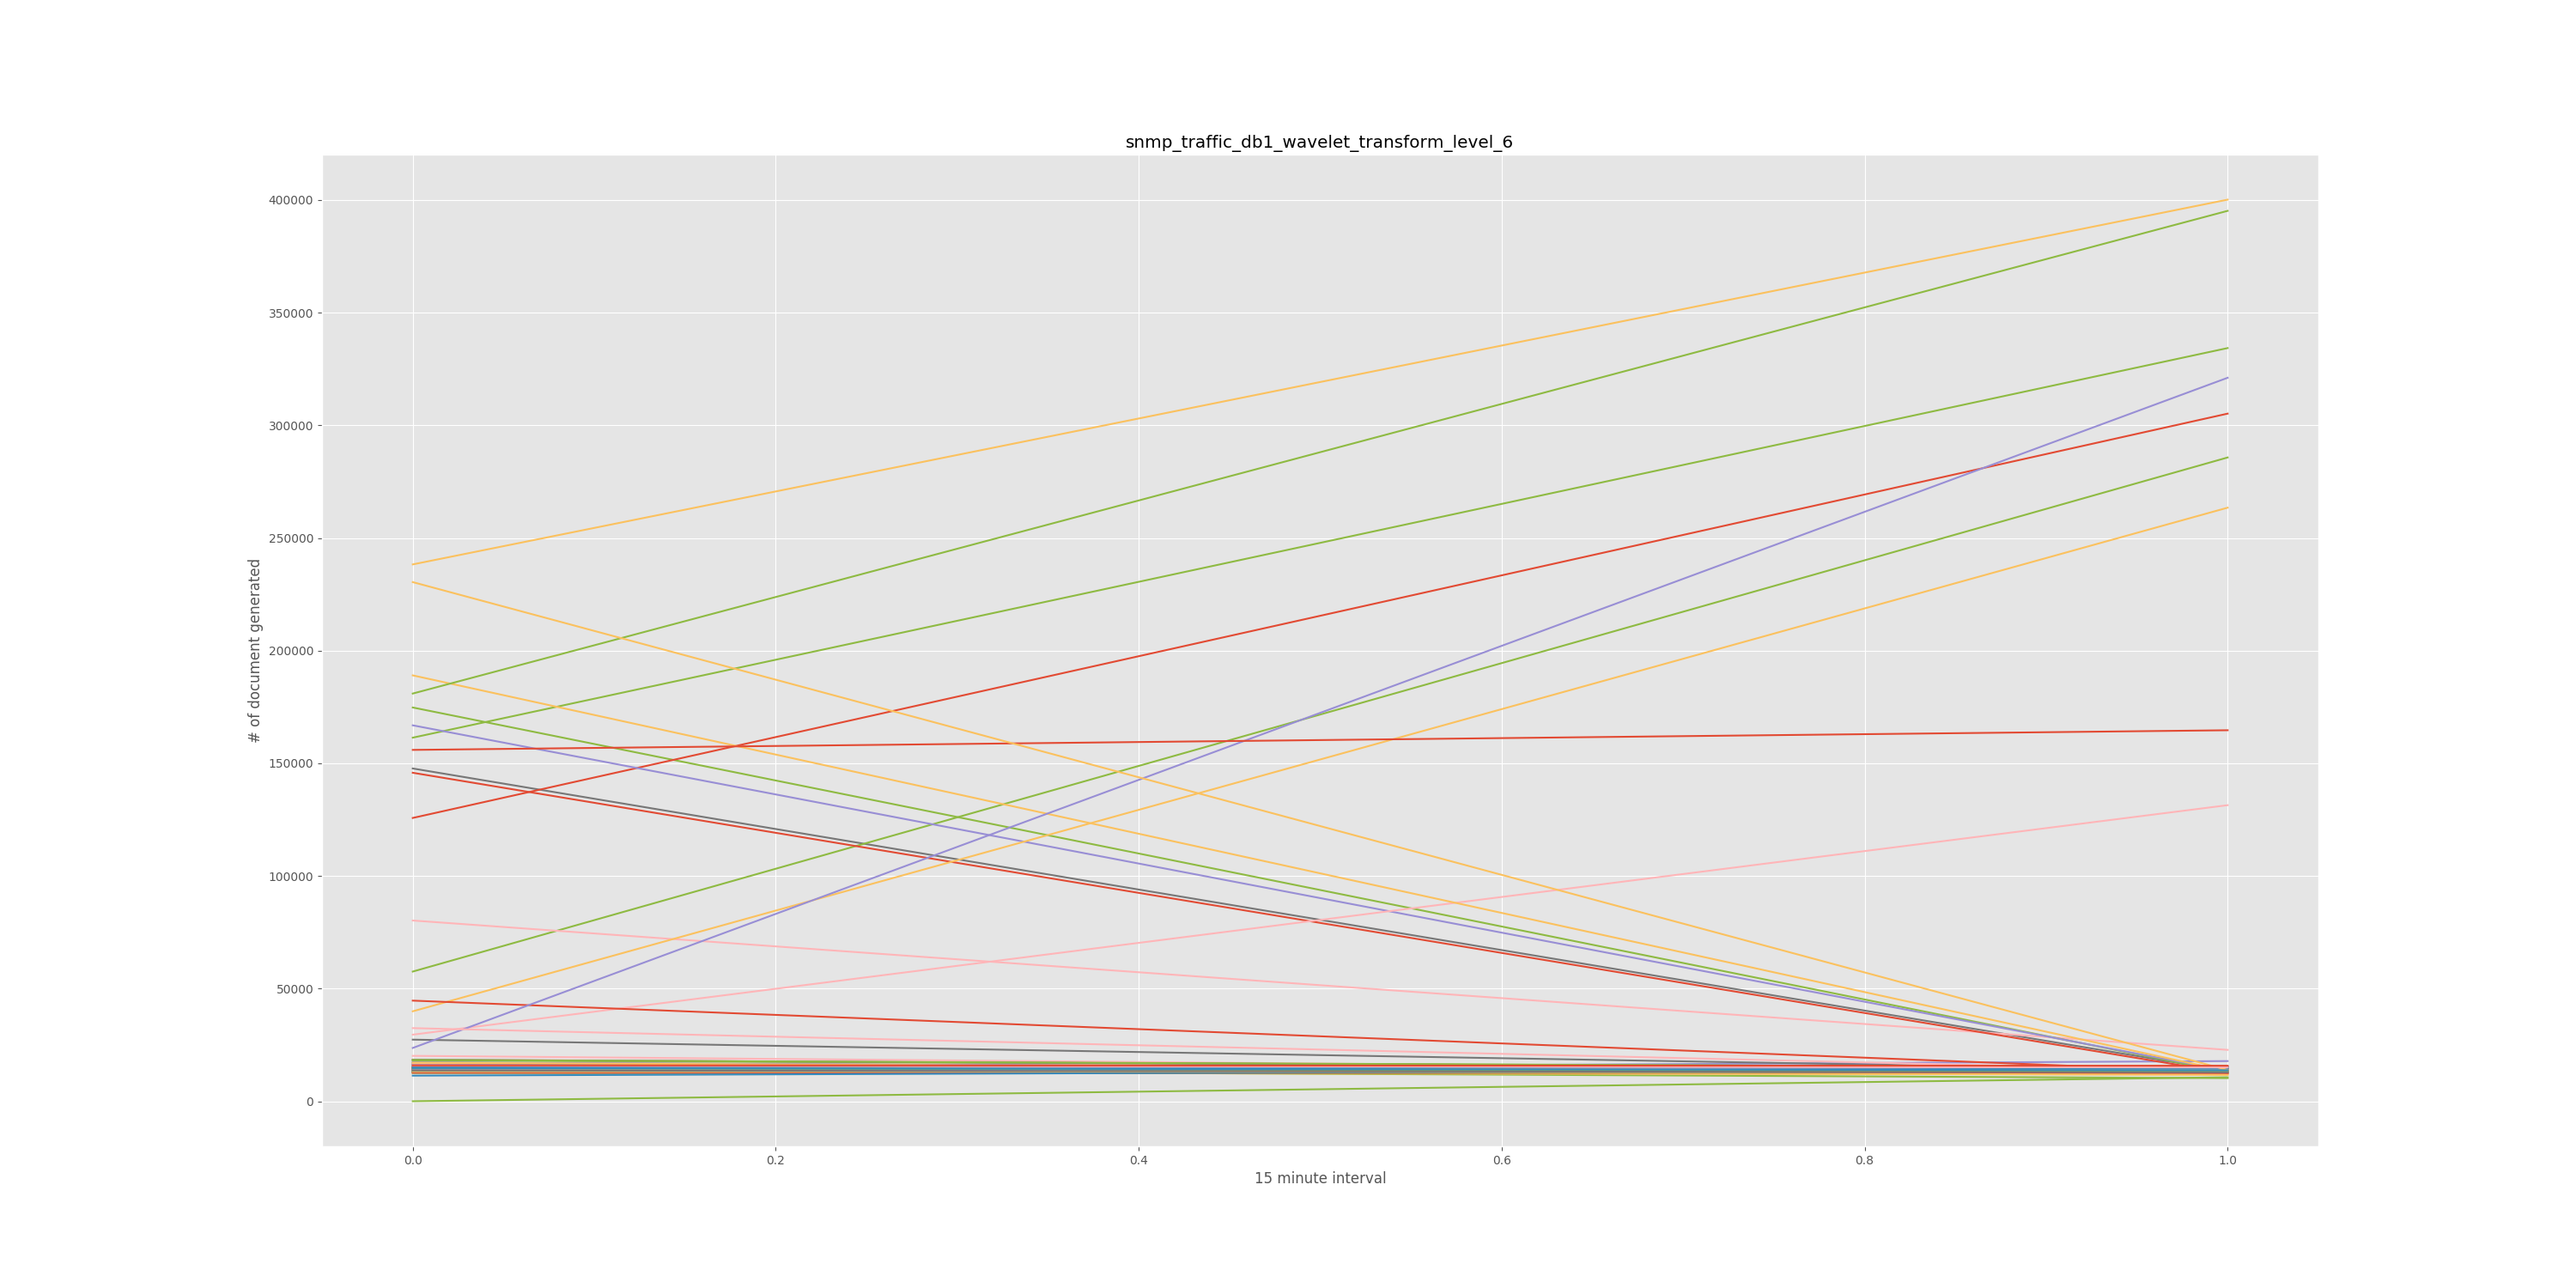 snmp_traffic_db1_wavelet_transform_level_6
400000
350000
300000
250000
200000
150000
100000
50000
0
# of document generated
0.0 0.2 0.4 0.6 0.8 1.0
15 minute interval